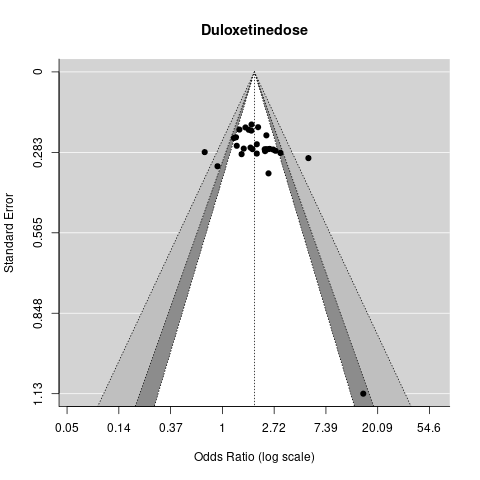 Duloxetinedose
Standard Error
0
0.283
0.565
0.848
1.13
0.05 0.14 0.37 1 2.72 7.39 20.09 54.6
Odds Ratio (log scale)